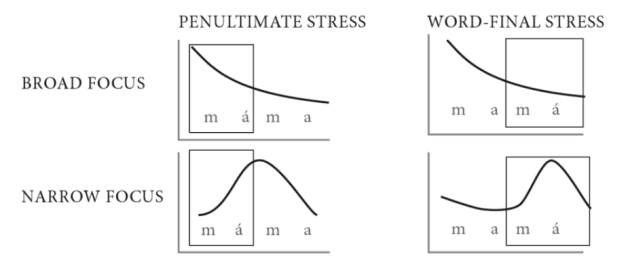 PENULTIMATE STRESS WORD-FINAL STRESS
BROAD FOCUS
m á m a m a m á
NARROW FOCUS
m á m a m a m á